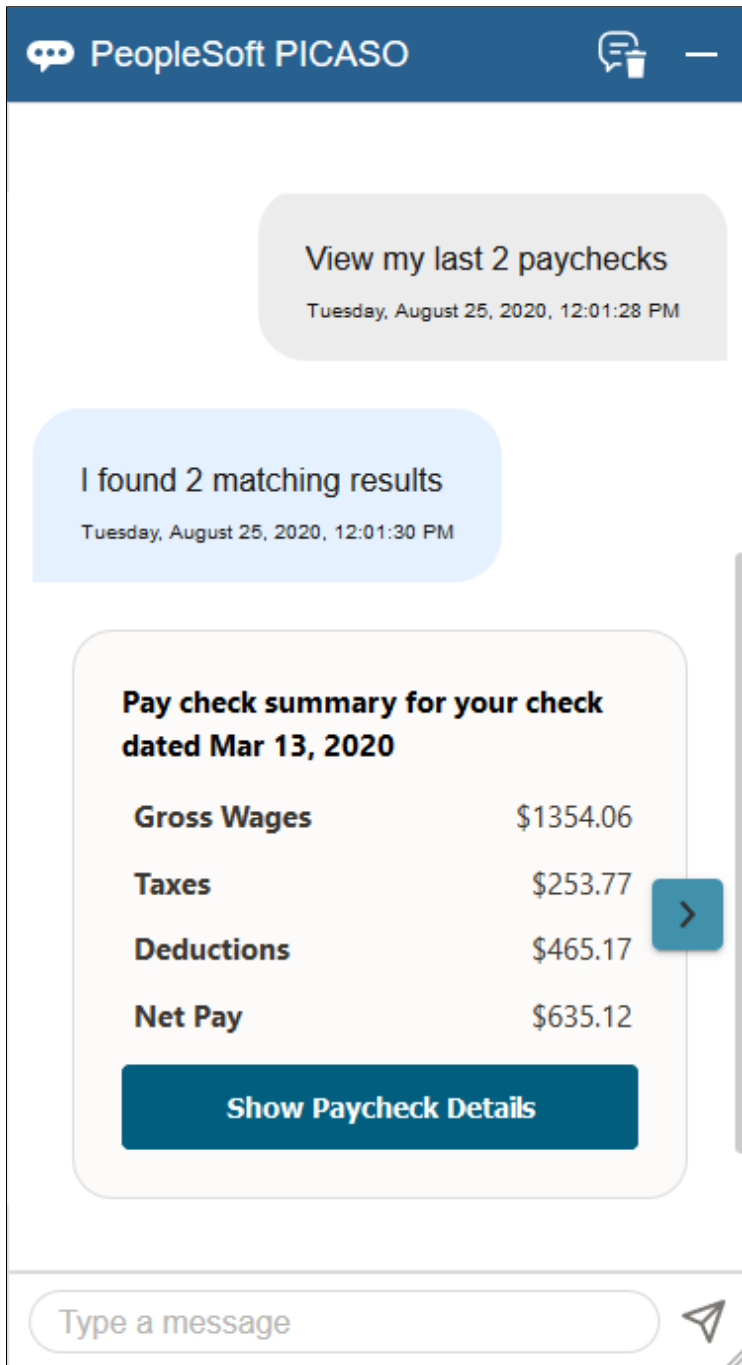 PeopleSoft PICASO
View my last 2 paychecks
Tuesday, August 25, 2020, 12:01:28 PM
I found 2 matching results
Tuesday, August 25, 2020, 12:01:30 PM
Pay check summary for your check
dated Mar 13, 2020
Gross Wages $1354.06
Taxes $253.77
Deductions $465.17
Net Pay $635.12
Show Paycheck Details
Type a message